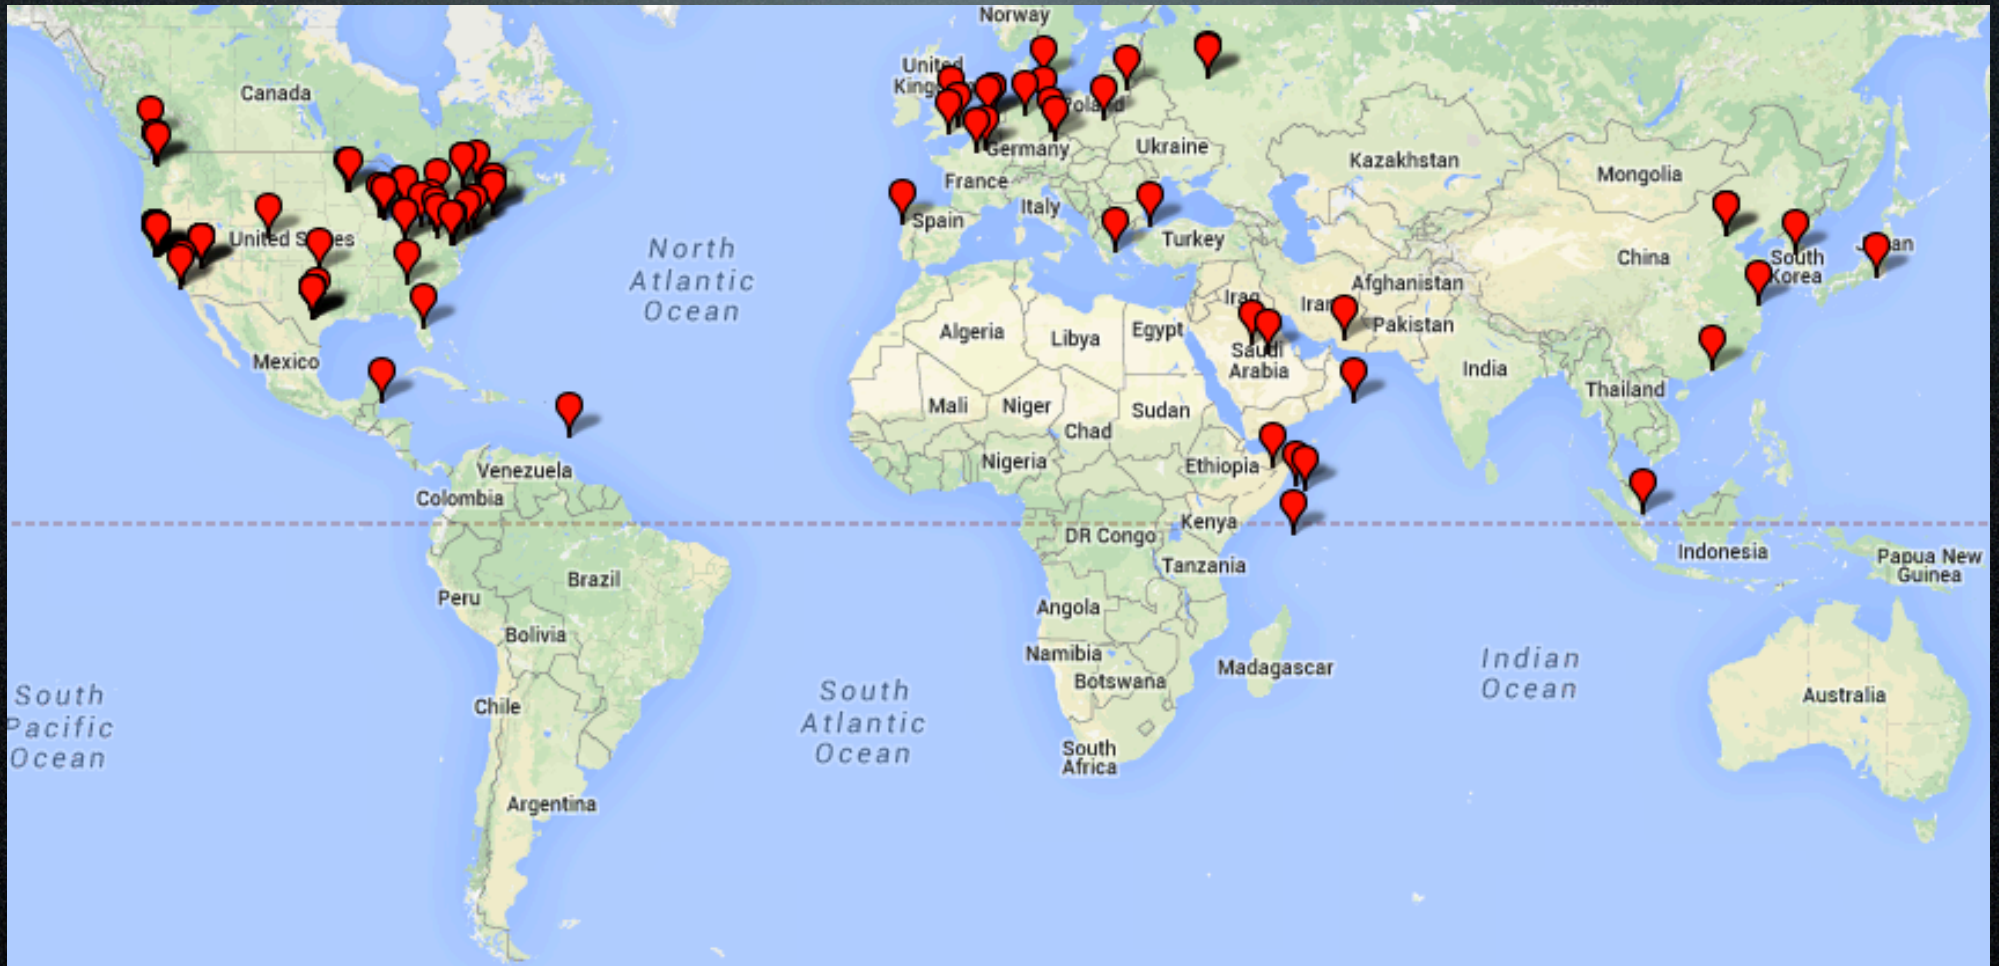 Norway
United
King
Canada
Poland
Ukraine
Germany
Kazakhstan
Mongolia
France
Italy
Spain
United States
Turkey
North
Atlantic
Ocean
China
Japan
South
Korea
Afghanistan
Iraq
Iran
Pakistan
Algeria
Libya
Egypt
Saudi
Arabia
Mexico
India
Thailand
Mali
Niger
Sudan
Chad
Nigeria
Ethiopia
Venezuela
Colombia
Kenya
DR Congo
Indonesia
Papua New
Guinea
Tanzania
Brazil
Peru
Angola
Bolivia
Namibia
Madagascar
Botswana
Indian
Ocean
South
Pacific
Ocean
South
Atlantic
Ocean
Australia
Chile
South
Africa
Argentina